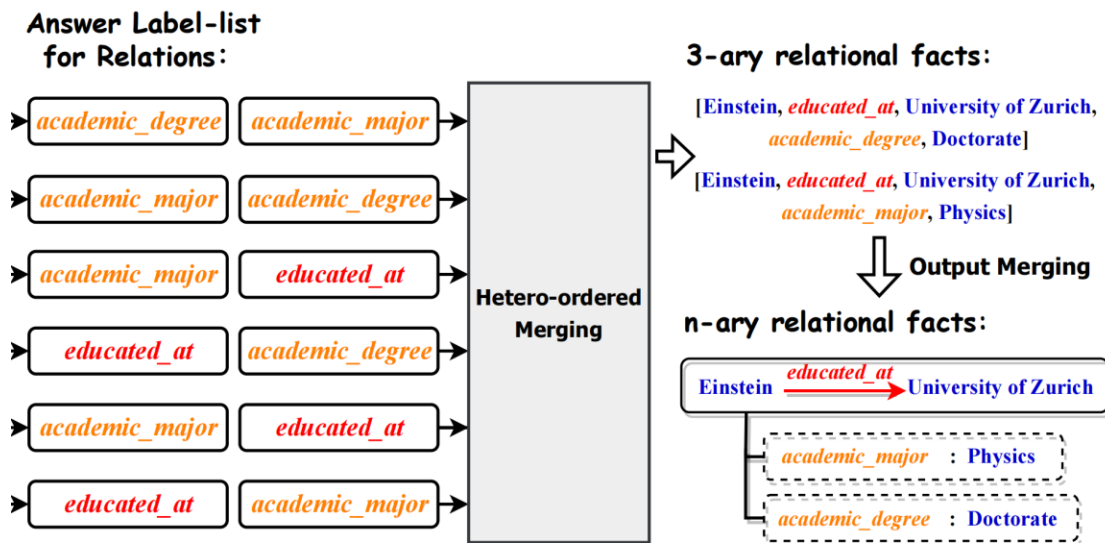 Answer Label-list
for Relations:
academic_degree academic_major
academic_major academic_degree
academic_major educated_at
educated_at academic_degree
academic_major educated_at
educated_at academic_major
Hetero-ordered
Merging
3-ary relational facts:
[Einstein, educated_at, University of Zurich,
academic_degree, Doctorate]
[Einstein, educated_at, University of Zurich,
academic_major, Physics]
Output Merging
n-ary relational facts:
Einstein educated_at University of Zurich
academic_major : Physics
academic_degree : Doctorate